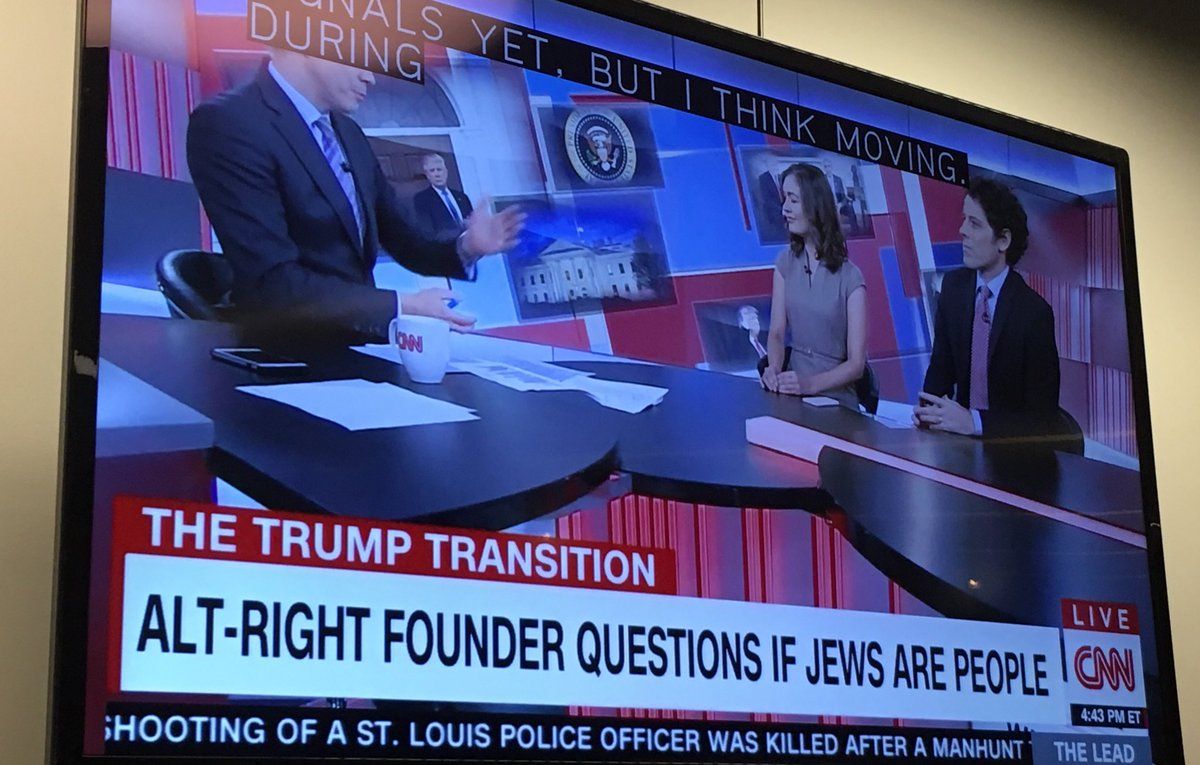 GNALS YET, BUT I THINK MOVING.
DURING
CNN
THE TRUMP TRANSITION
ALT-RIGHT FOUNDER QUESTIONS IF JEWS ARE PEOPLE
LIVE
CNN
4:43 PM ET
SHOOTING OF A ST. LOUIS POLICE OFFICER WAS KILLED AFTER A MANHUNT
THE LEAD